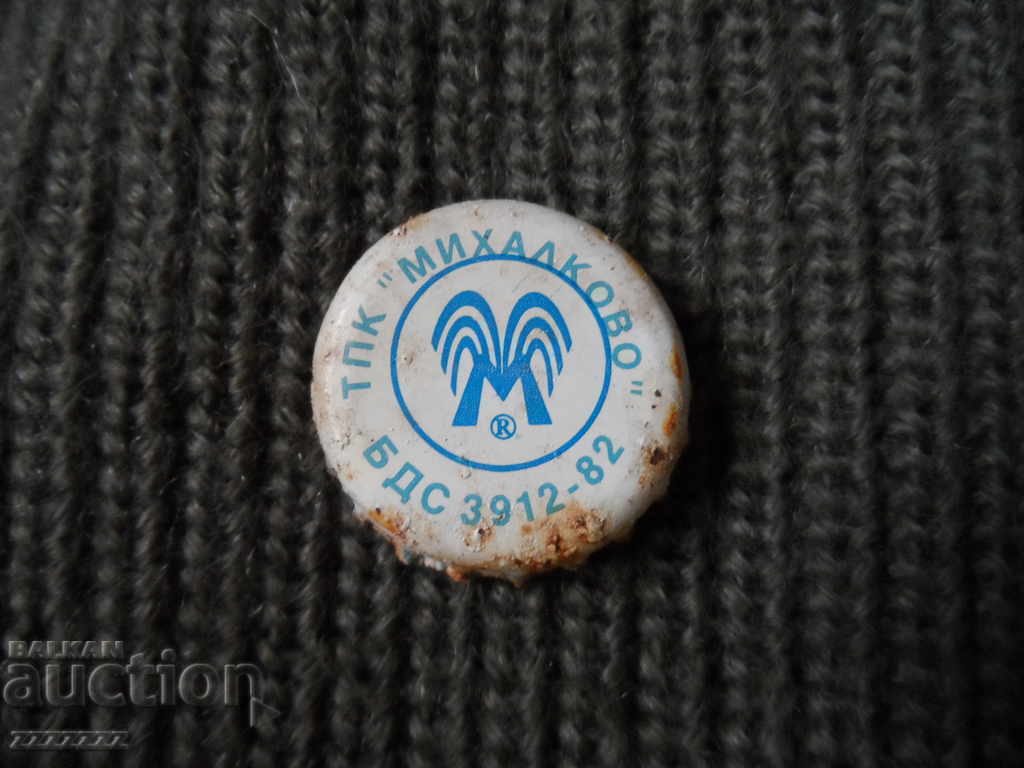 ТПК "МИХАЛКОВО"
M
®
БДС 3912-82
BALKAN
auction